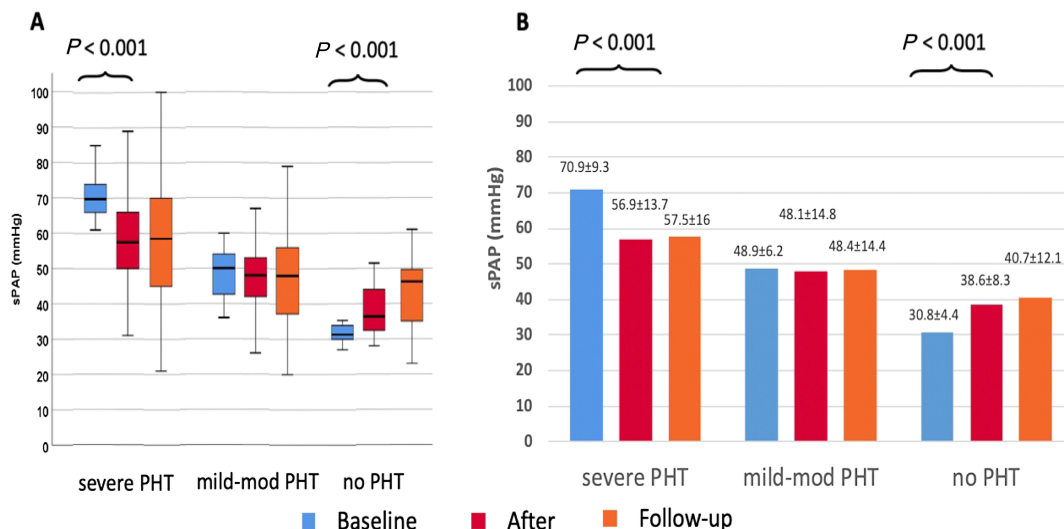 A
P < 0.001
P < 0.001
sPAP (mmHg)
100
90
80
70
60
50
40
30
20
10
0
severe PHT
mild-mod PHT
no PHT
B
P < 0.001
P < 0.001
sPAP (mmHg)
100
90
80
70
60
50
40
30
20
10
0
70.9±9.3
56.9±13.7
57.5±16
48.9±6.2
48.1±14.8
48.4±14.4
30.8±4.4
38.6±8.3
40.7±12.1
severe PHT
mild-mod PHT
no PHT
Baseline
After
Follow-up